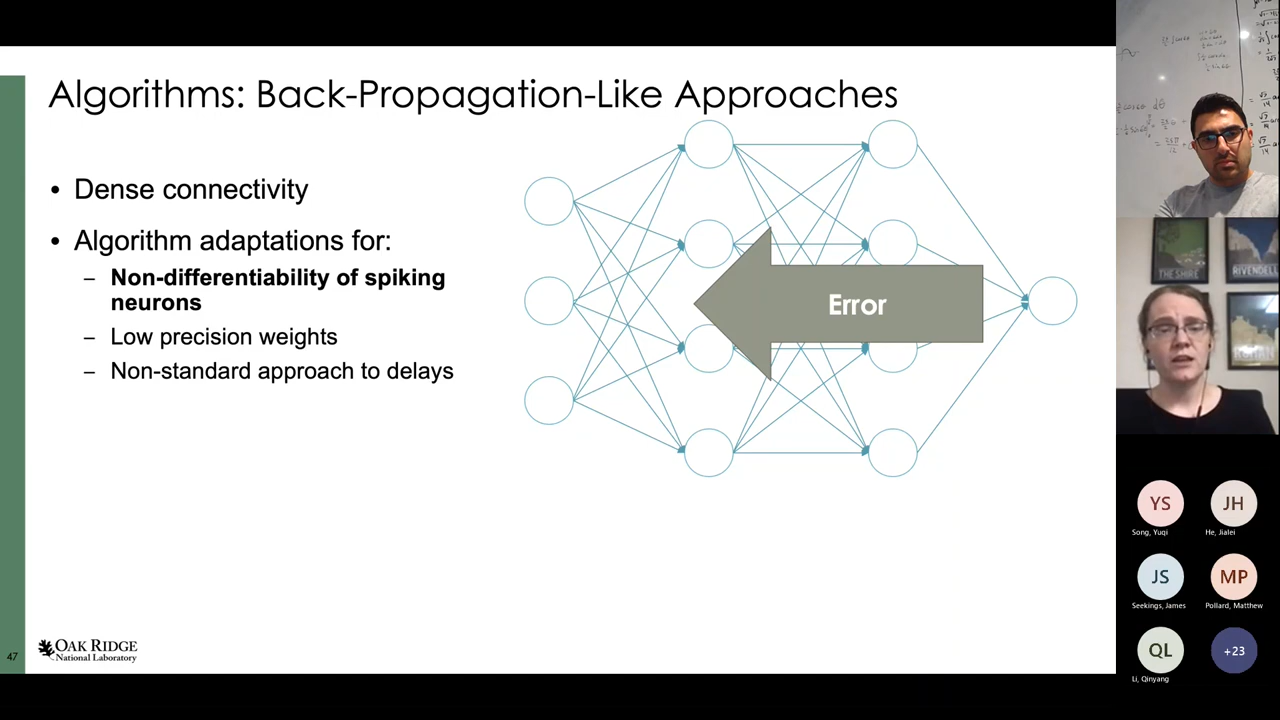 Algorithms: Back-Propagation-Like Approaches
• Dense connectivity
• Algorithm adaptations for:
– Non-differentiability of spiking
neurons
– Low precision weights
– Non-standard approach to delays
Error
47
OAK RIDGE
National Laboratory
THE SHIRE
RIVENDELL
YS
JH
Song, Yuqi
He, Jialei
JS
MP
Seekings, James
Pollard, Matthew
QL
+23
Li, Qinyang